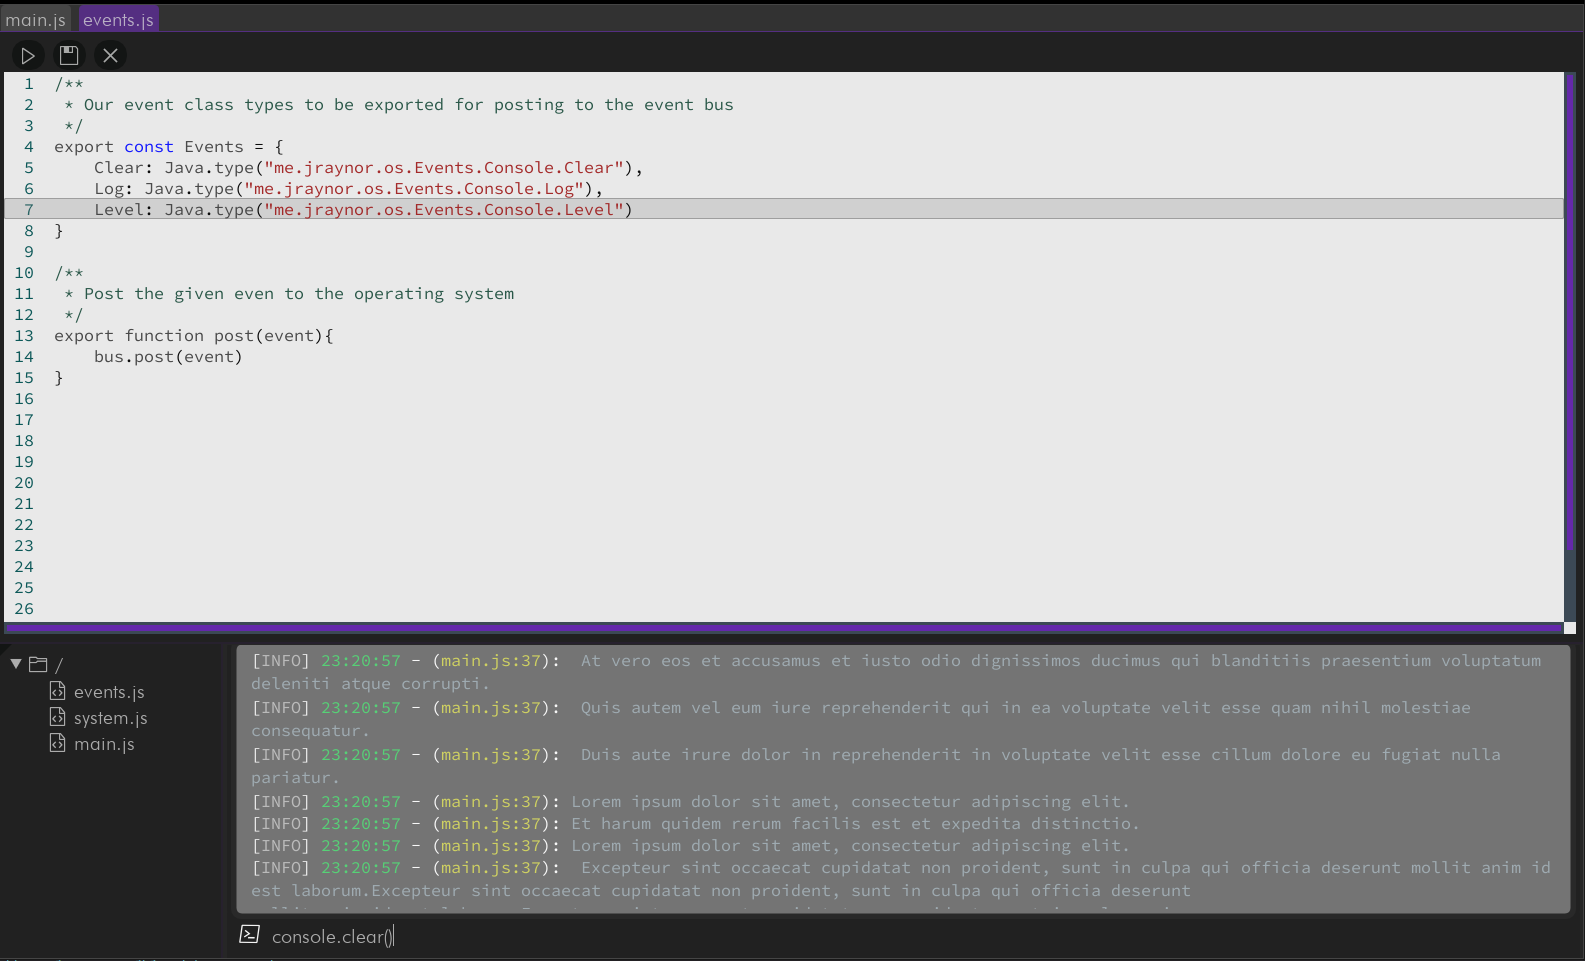 main.js events.js
1 /**
2  * Our event class types to be exported for posting to the event bus
3  */
4 export const Events = {
5     Clear: Java.type("me.jraynor.os.Events.Console.Clear"),
6     Log: Java.type("me.jraynor.os.Events.Console.Log"),
7     Level: Java.type("me.jraynor.os.Events.Console.Level")
8 }
9
10 /**
11  * Post the given even to the operating system
12  */
13 export function post(event){
14     bus.post(event)
15 }
16
17
18
19
20
21
22
23
24
25
26
/
events.js
system.js
main.js
[INFO] 23:20:57 - (main.js:37):  At vero eos et accusamus et iusto odio dignissimos ducimus qui blanditiis praesentium voluptatum
deleniti atque corrupti.
[INFO] 23:20:57 - (main.js:37):  Quis autem vel eum iure reprehenderit qui in ea voluptate velit esse quam nihil molestiae
consequatur.
[INFO] 23:20:57 - (main.js:37):  Duis aute irure dolor in reprehenderit in voluptate velit esse cillum dolore eu fugiat nulla
pariatur.
[INFO] 23:20:57 - (main.js:37): Lorem ipsum dolor sit amet, consectetur adipiscing elit.
[INFO] 23:20:57 - (main.js:37): Et harum quidem rerum facilis est et expedita distinctio.
[INFO] 23:20:57 - (main.js:37): Lorem ipsum dolor sit amet, consectetur adipiscing elit.
[INFO] 23:20:57 - (main.js:37):  Excepteur sint occaecat cupidatat non proident, sunt in culpa qui officia deserunt mollit anim id
est laborum.Excepteur sint occaecat cupidatat non proident, sunt in culpa qui officia deserunt
console.clear()